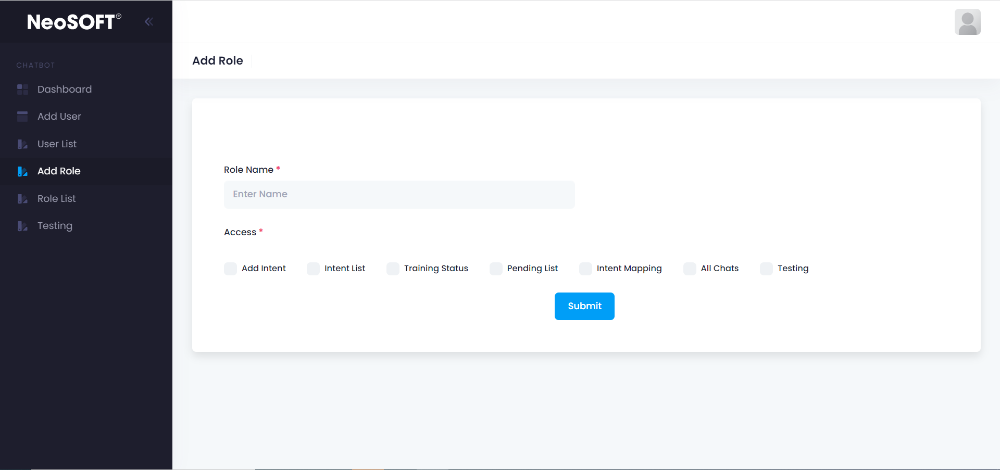 NeoSOFT®
CHATBOT
Dashboard
Add User
User List
Add Role
Role List
Testing
Add Role
Role Name *
Enter Name
Access *
Add Intent Intent List Training Status Pending List Intent Mapping All Chats Testing
Submit